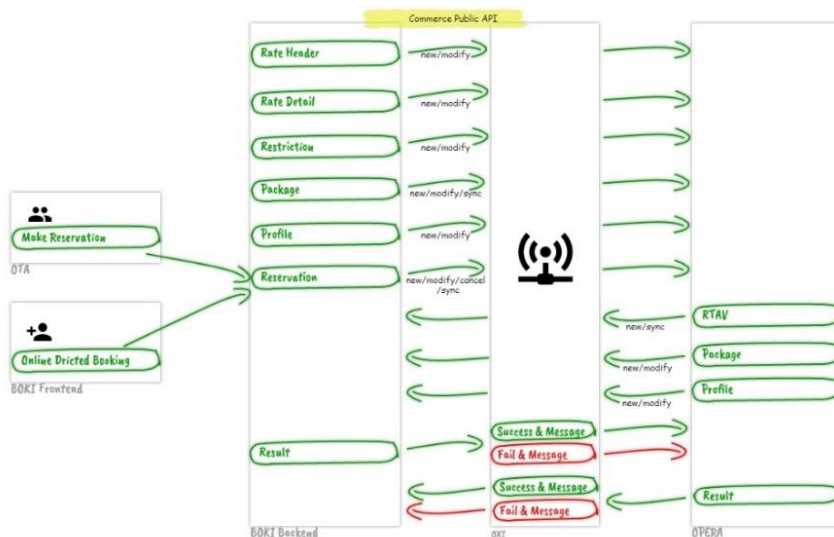 Commerce Public API
Rate Header
new/modify
Rate Detail
new/modify
Restriction
new/modify
Package
new/modify/sync
Profile
new/modify
Make Reservation
OTA
Reservation
new/modify/cancel
/sync
RTAV
new/sync
Online Dricted Booking
BOKI Frontend
Package
new/modify
Profile
new/modify
Success & Message
Result
Fail & Message
Success & Message
Result
Fail & Message
BOKI Backend
OXI
OPERA